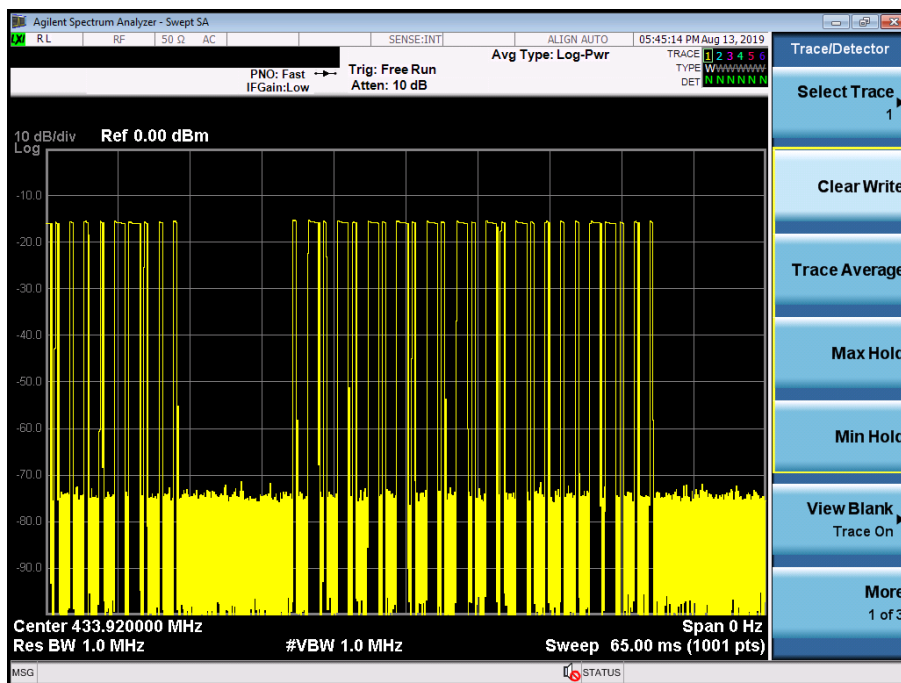 Agilent Spectrum Analyzer - Swept SA
LXI RL RF 50 Ω AC SENSE:INT ALIGN AUTO 05:45:14 PM Aug 13, 2019
PNO: Fast Trig: Free Run Avg Type: Log-Pwr TRACE 1 2 3 4 5 6
IFGain:Low Atten: 10 dB TYPE WWWWWWW
DET N N N N N N
Trace/Detector
Select Trace
1
Clear Write
Trace Average
Max Hold
Min Hold
View Blank
Trace On
More
1 of 3
10 dB/div Ref 0.00 dBm
Log
-10.0
-20.0
-30.0
-40.0
-50.0
-60.0
-70.0
-80.0
-90.0
Center 433.920000 MHz Span 0 Hz
Res BW 1.0 MHz #VBW 1.0 MHz Sweep 65.00 ms (1001 pts)
MSG STATUS